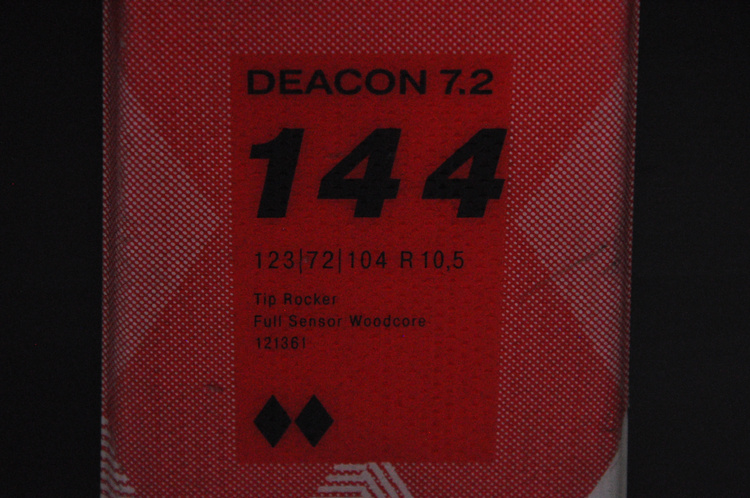 DEACON 7.2
144
123|72|104 R10,5
Tip Rocker
Full Sensor Woodcore
121361